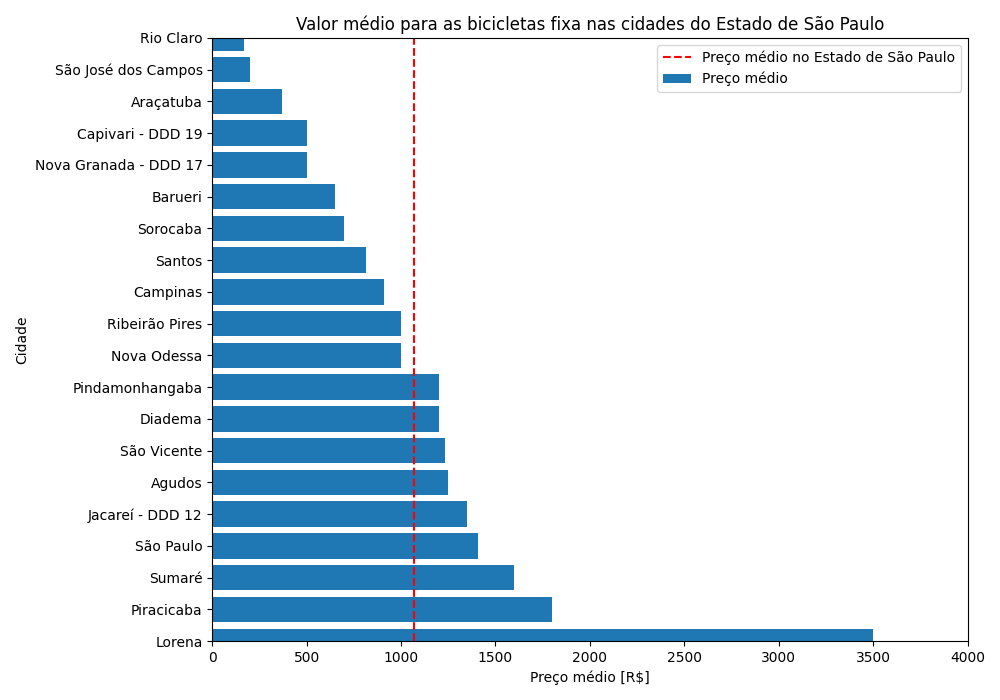 Valor médio para as bicicletas fixa nas cidades do Estado de São Paulo
Preço médio no Estado de São Paulo
Preço médio
Cidade
Rio Claro
São José dos Campos
Araçatuba
Capivari - DDD 19
Nova Granada - DDD 17
Barueri
Sorocaba
Santos
Campinas
Ribeirão Pires
Nova Odessa
Pindamonhangaba
Diadema
São Vicente
Agudos
Jacareí - DDD 12
São Paulo
Sumaré
Piracicaba
Lorena
0 500 1000 1500 2000 2500 3000 3500 4000
Preço médio [R$]